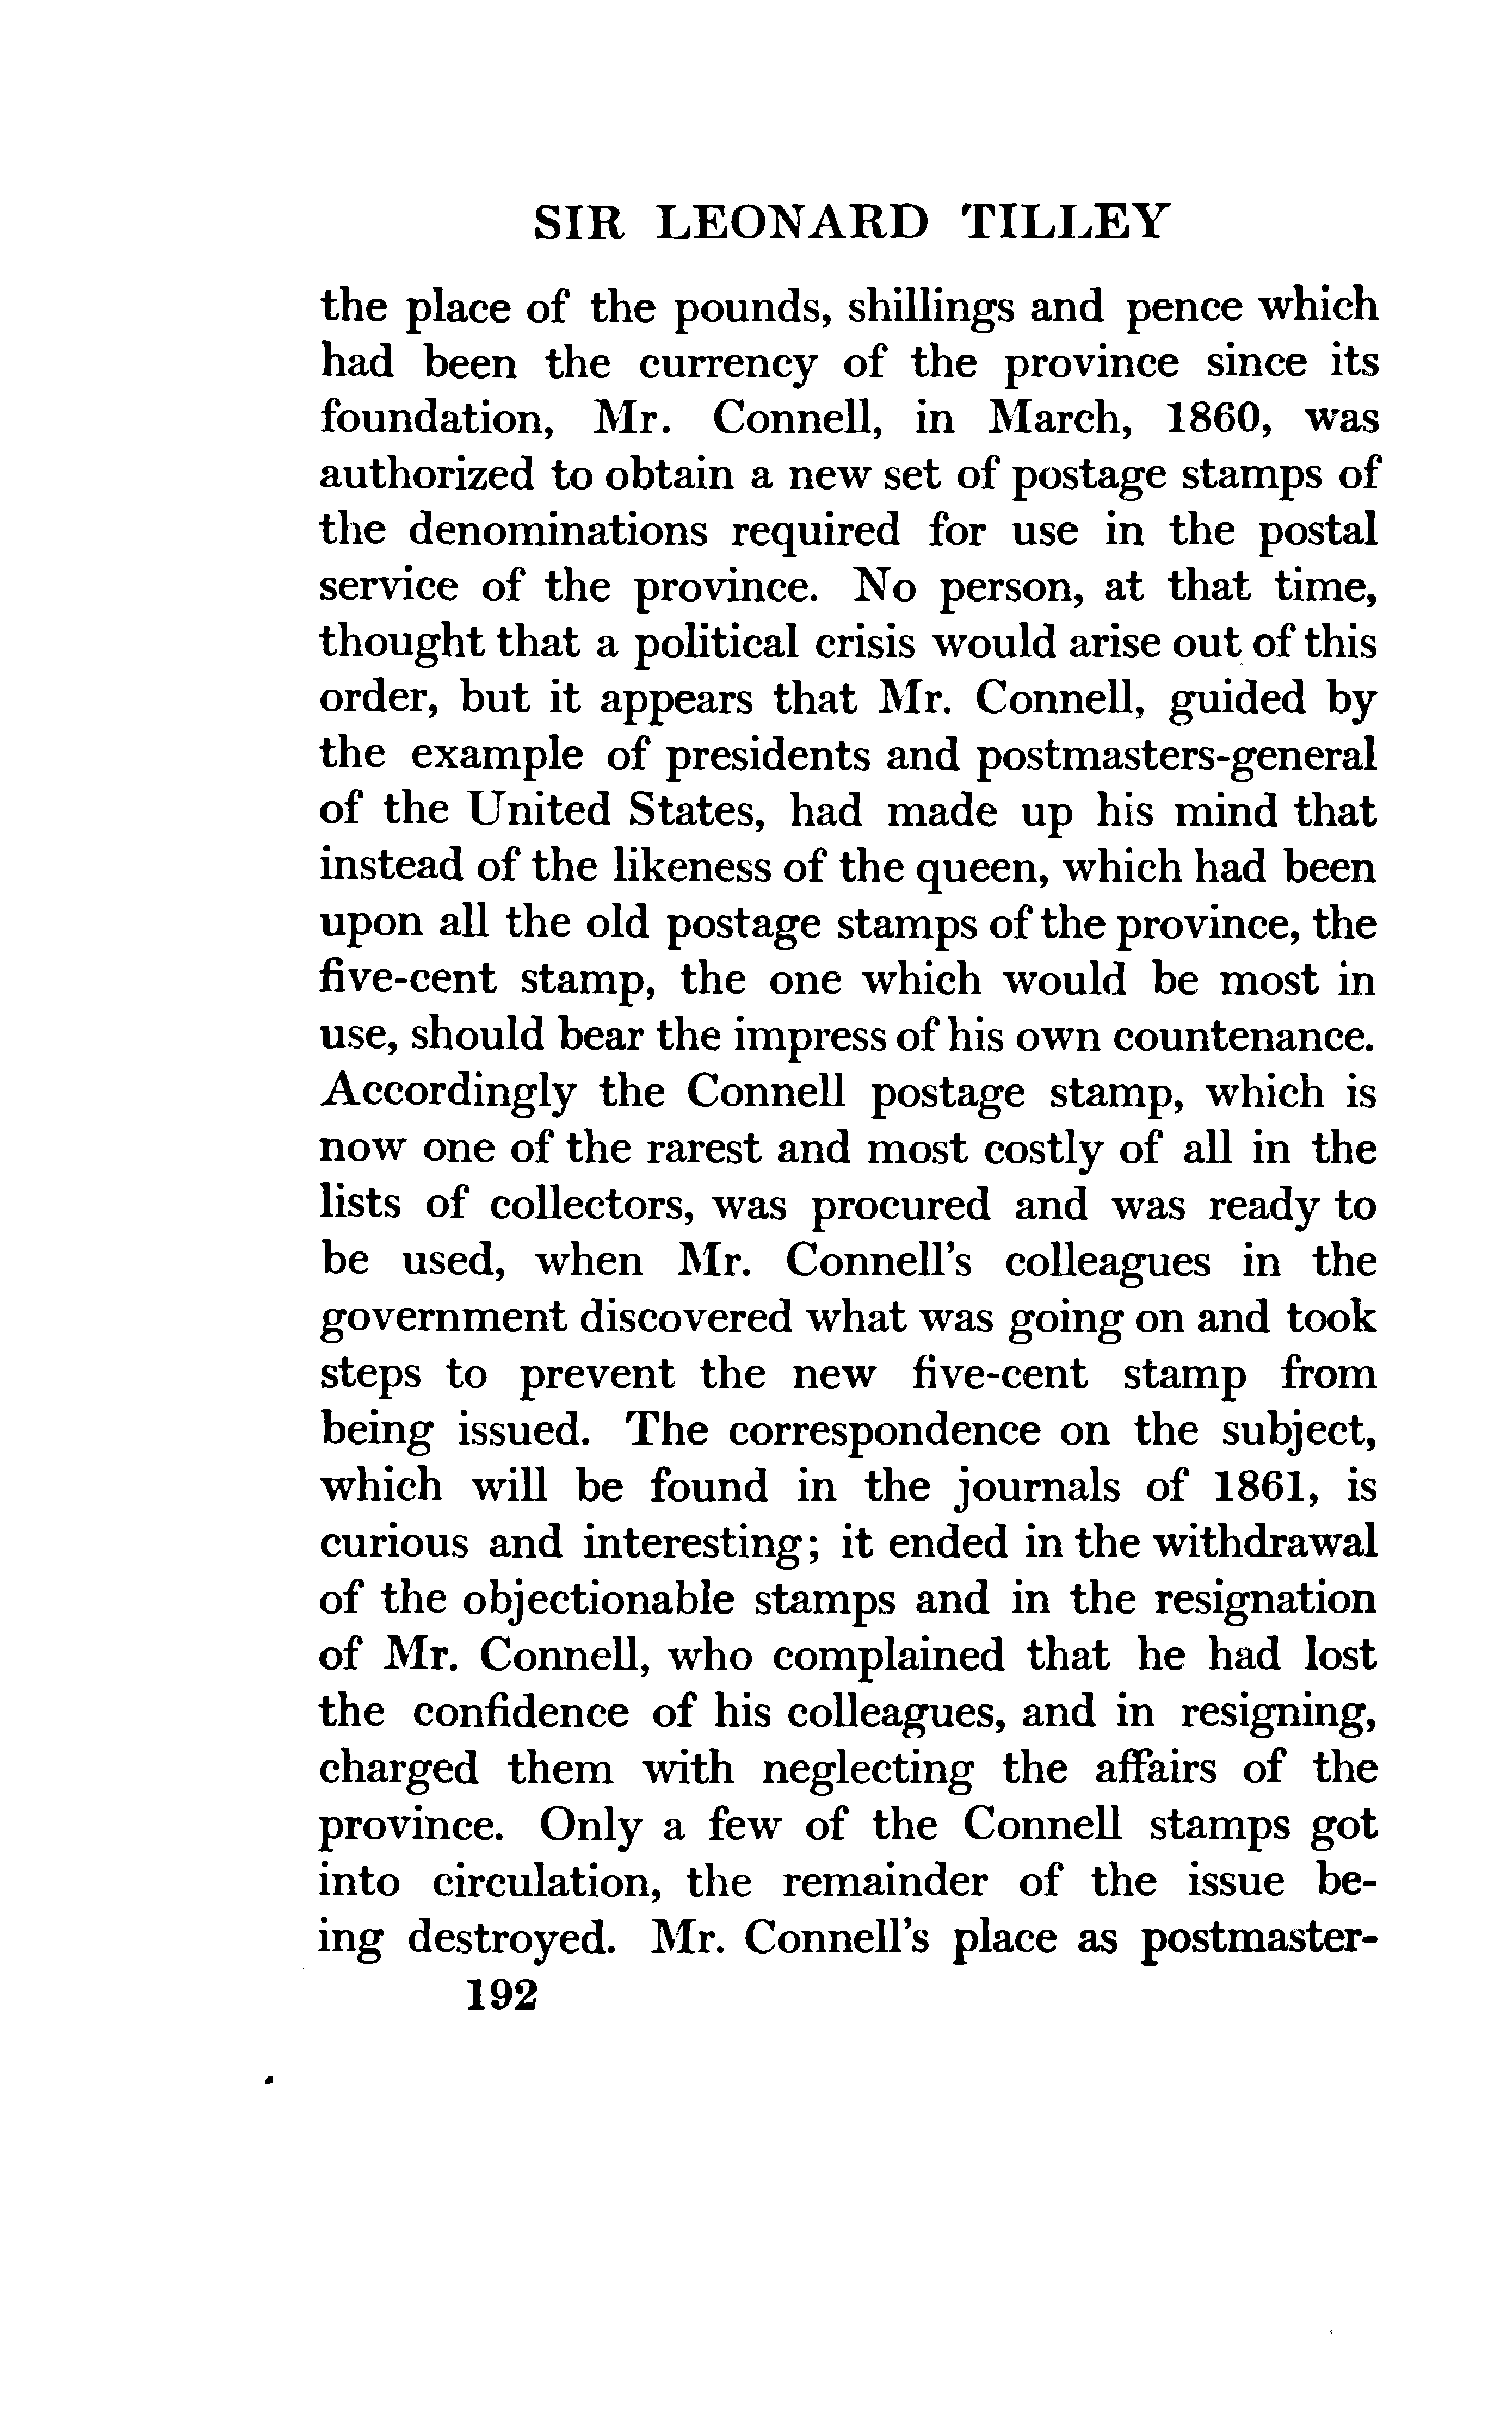 SIR LEONARD TILLEY
the place of the pounds, shillings and pence which
had been the currency of the province since its
foundation, Mr. Connell, in March, 1860, was
authorized to obtain a new set of postage stamps of
the denominations required for use in the postal
service of the province. No person, at that time,
thought that a political crisis would arise out of this
order, but it appears that Mr. Connell, guided by
the example of presidents and postmasters-general
of the United States, had made up his mind that
instead of the likeness of the queen, which had been
upon all the old postage stamps of the province, the
five-cent stamp, the one which would be most in
use, should bear the impress of his own countenance.
Accordingly the Connell postage stamp, which is
now one of the rarest and most costly of all in the
lists of collectors, was procured and was ready to
be used, when Mr. Connell's colleagues in the
government discovered what was going on and took
steps to prevent the new five-cent stamp from
being issued. The correspondence on the subject,
which will be found in the journals of 1861, is
curious and interesting; it ended in the withdrawal
of the objectionable stamps and in the resignation
of Mr. Connell, who complained that he had lost
the confidence of his colleagues, and in resigning,
charged them with neglecting the affairs of the
province. Only a few of the Connell stamps got
into circulation, the remainder of the issue be-
ing destroyed. Mr. Connell's place as postmaster-
192